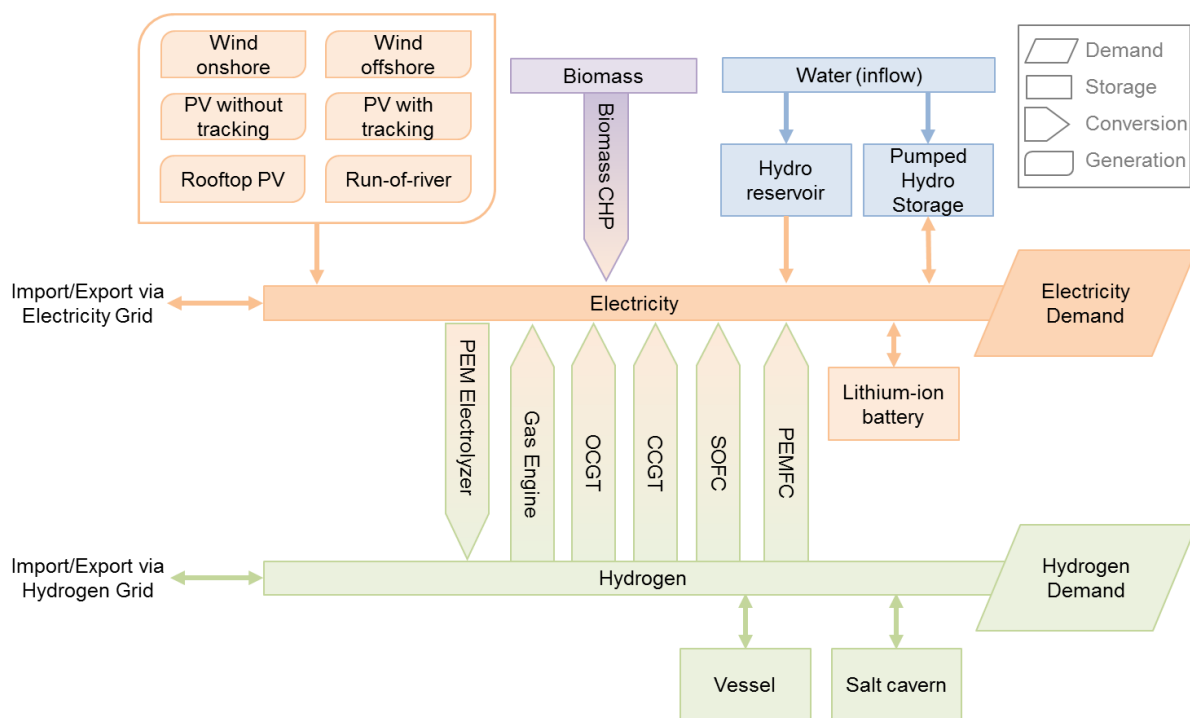 Wind
onshore
Wind
offshore
PV without
tracking
PV with
tracking
Rooftop PV
Run-of-river
Biomass
Biomass CHP
Water (inflow)
Hydro
reservoir
Pumped
Hydro
Storage
Demand
Storage
Conversion
Generation
Import/Export via
Electricity Grid
Electricity
Electricity
Demand
PEM Electrolyzer
Gas Engine
OCGT
CCGT
SOFC
PEMFC
Lithium-ion
battery
Import/Export via
Hydrogen Grid
Hydrogen
Hydrogen
Demand
Vessel
Salt cavern